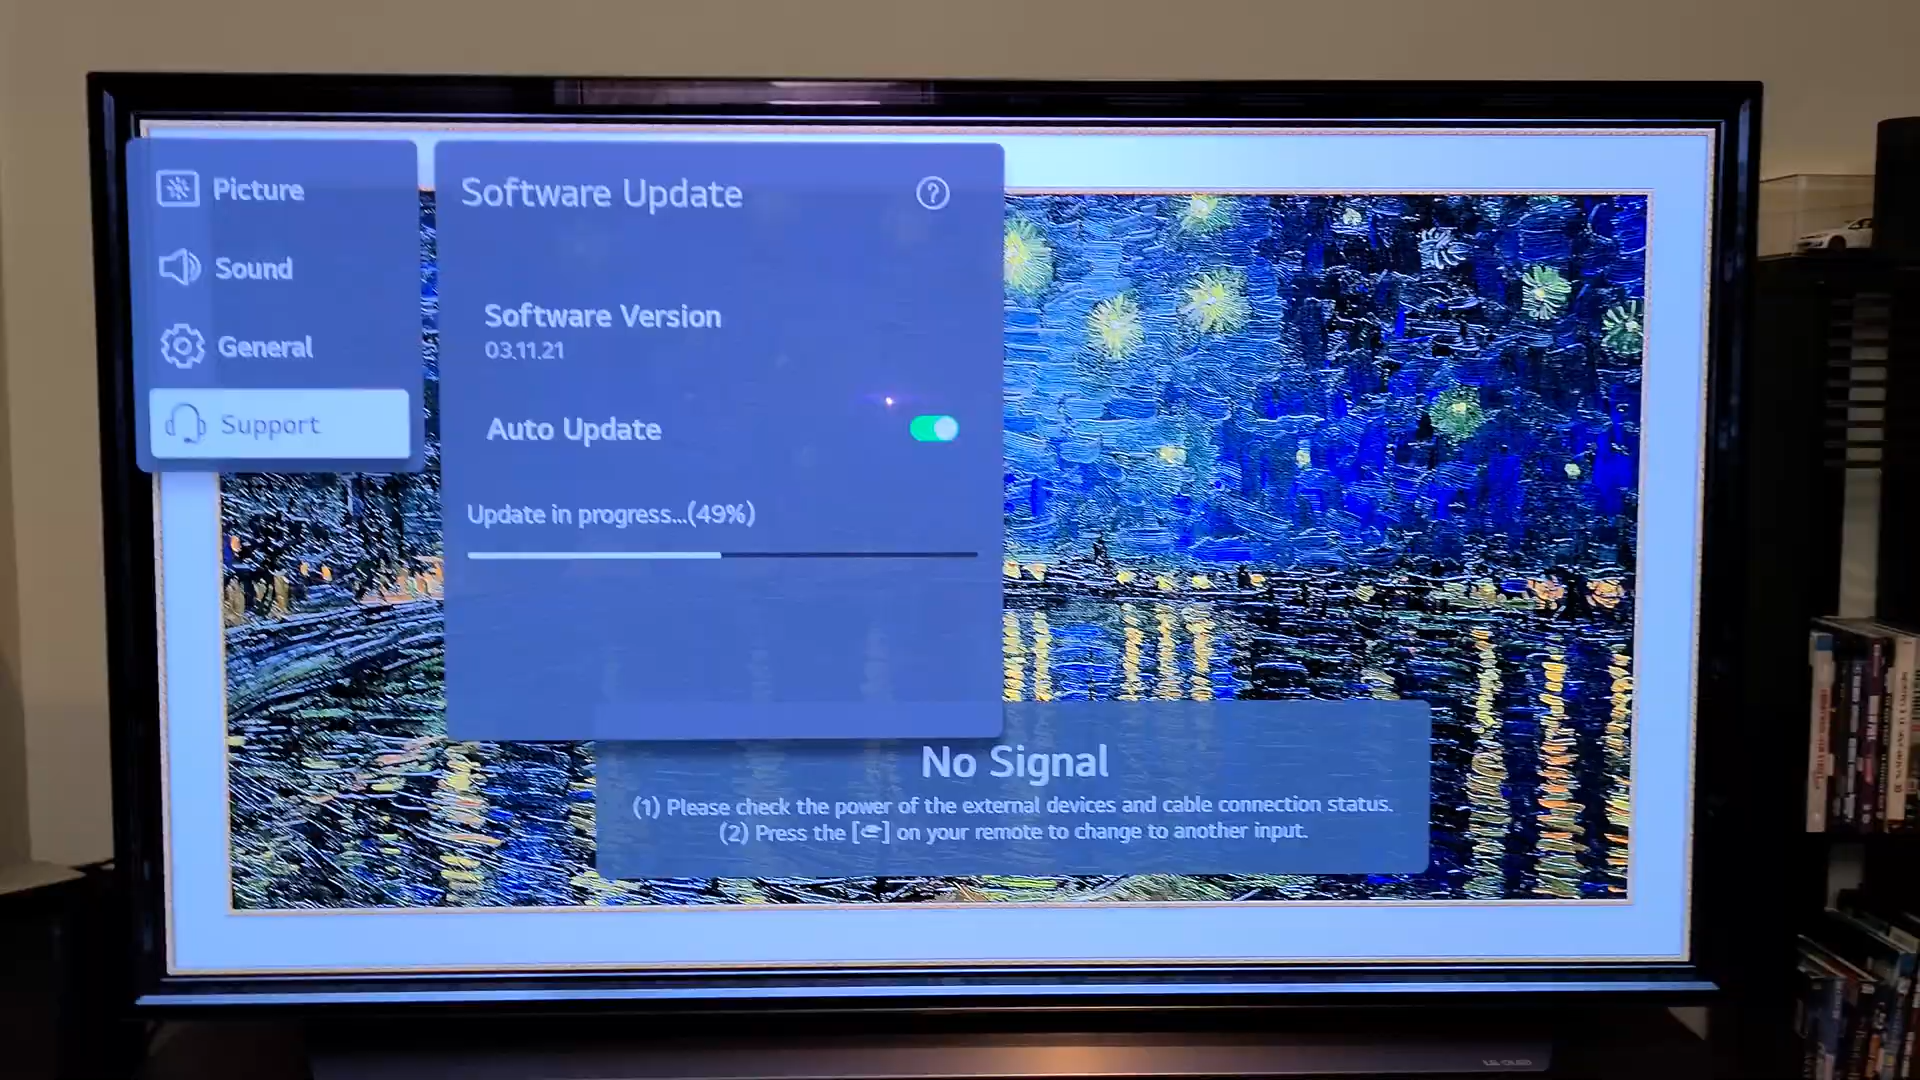 Picture
Sound
General
Support
Software Update
Software Version
03.11.21
Auto Update
Update in progress...(49%)
No Signal
(1) Please check the power of the external devices and cable connection status.
(2) Press the [ ] on your remote to change to another input.
LG OLED